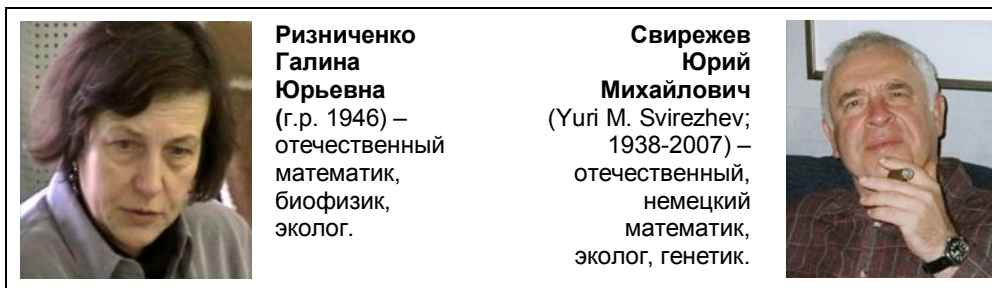 Ризниченко
Галина
Юрьевна
(г.р. 1946) –
отечественный
математик,
биофизик,
эколог.
Свирежев
Юрий
Михайлович
(Yuri M. Svirezhev;
1938-2007) –
отечественный,
немецкий
математик,
эколог, генетик.